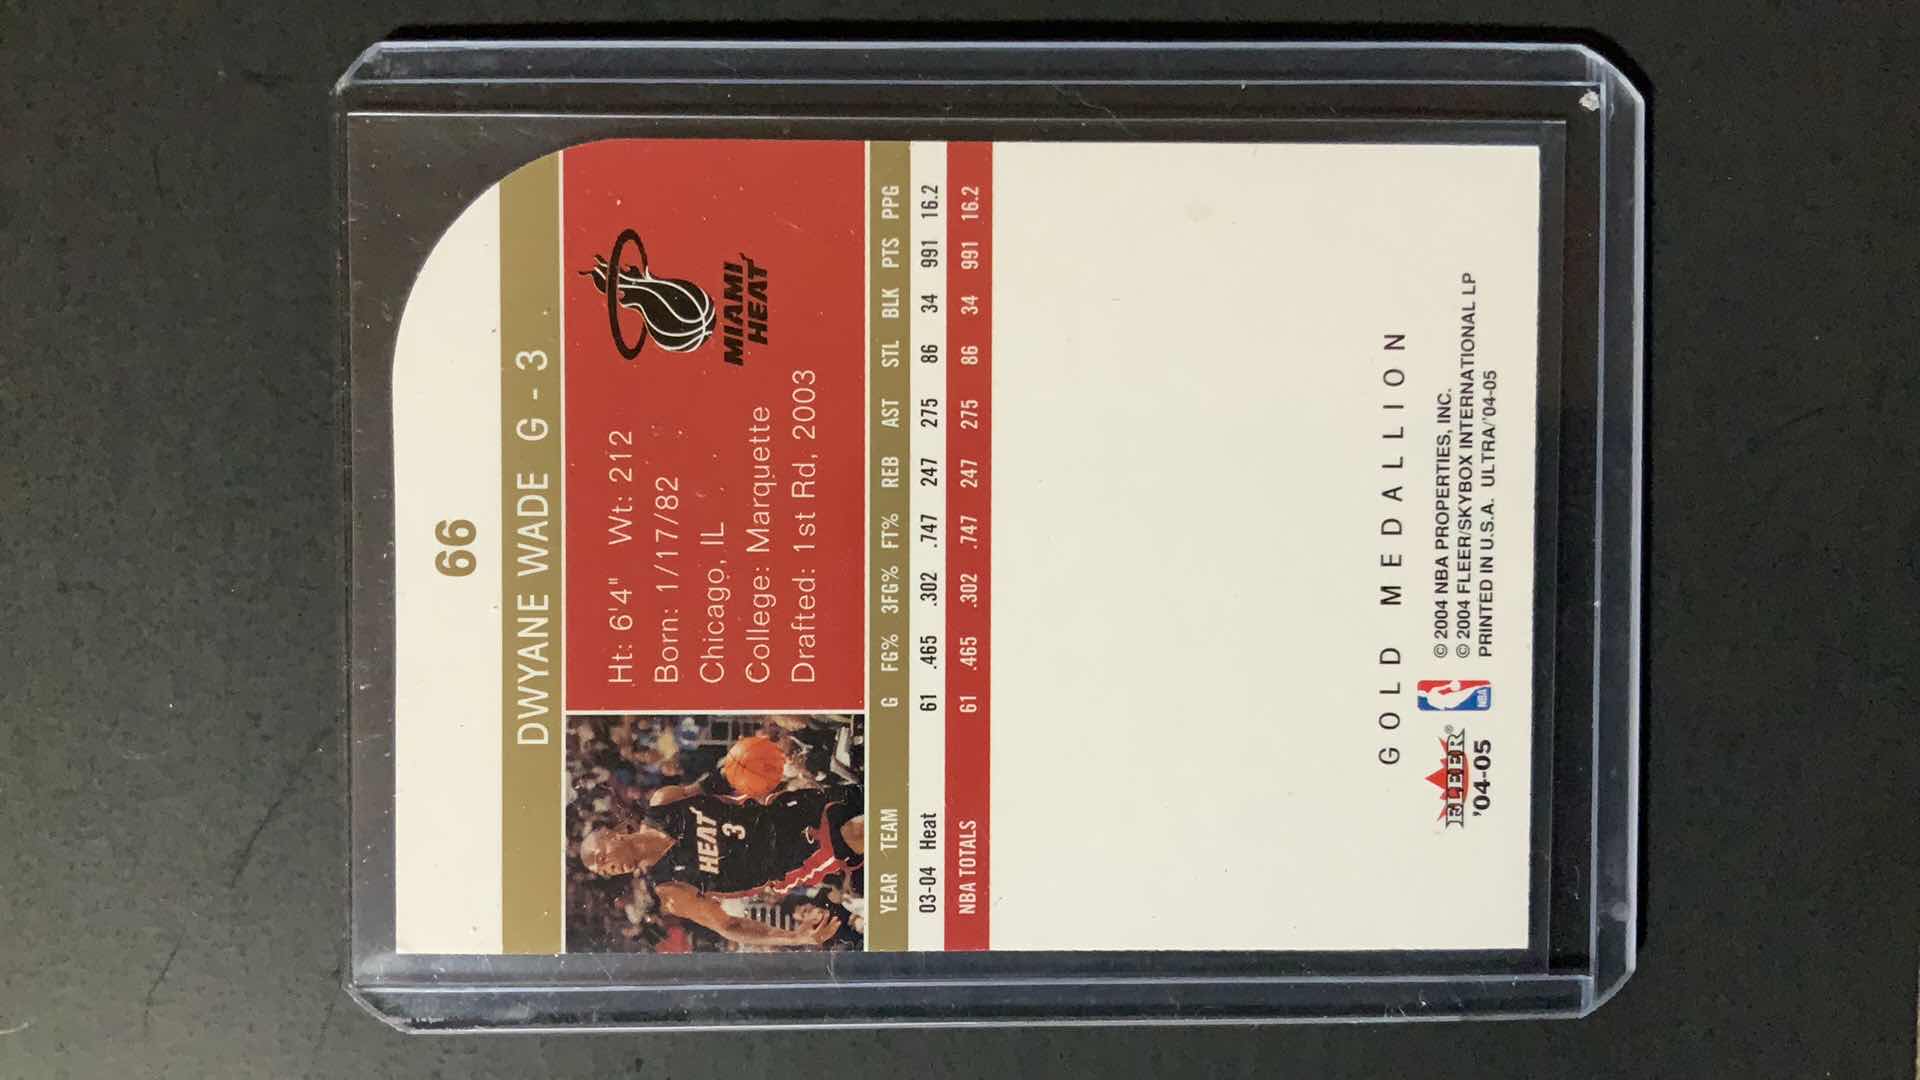 66
DWYANE WADE G - 3
Ht: 6'4" Wt: 212
Born: 1/17/82
Chicago, IL
College: Marquette
Drafted: 1st Rd, 2003
MIAMI
HEAT
HEAT
3
YEAR TEAM G FG% 3FG% FT% REB AST STL BLK PTS PPG
03-04 Heat 61 .465 .302 .747 247 275 86 34 991 16.2
NBA TOTALS 61 .465 .302 .747 247 275 86 34 991 16.2
GOLD MEDALLION
FLEER®
'04-05
NBA
© 2004 NBA PROPERTIES, INC.
© 2004 FLEER/SKYBOX INTERNATIONAL LP
PRINTED IN U.S.A. ULTRA/'04-05